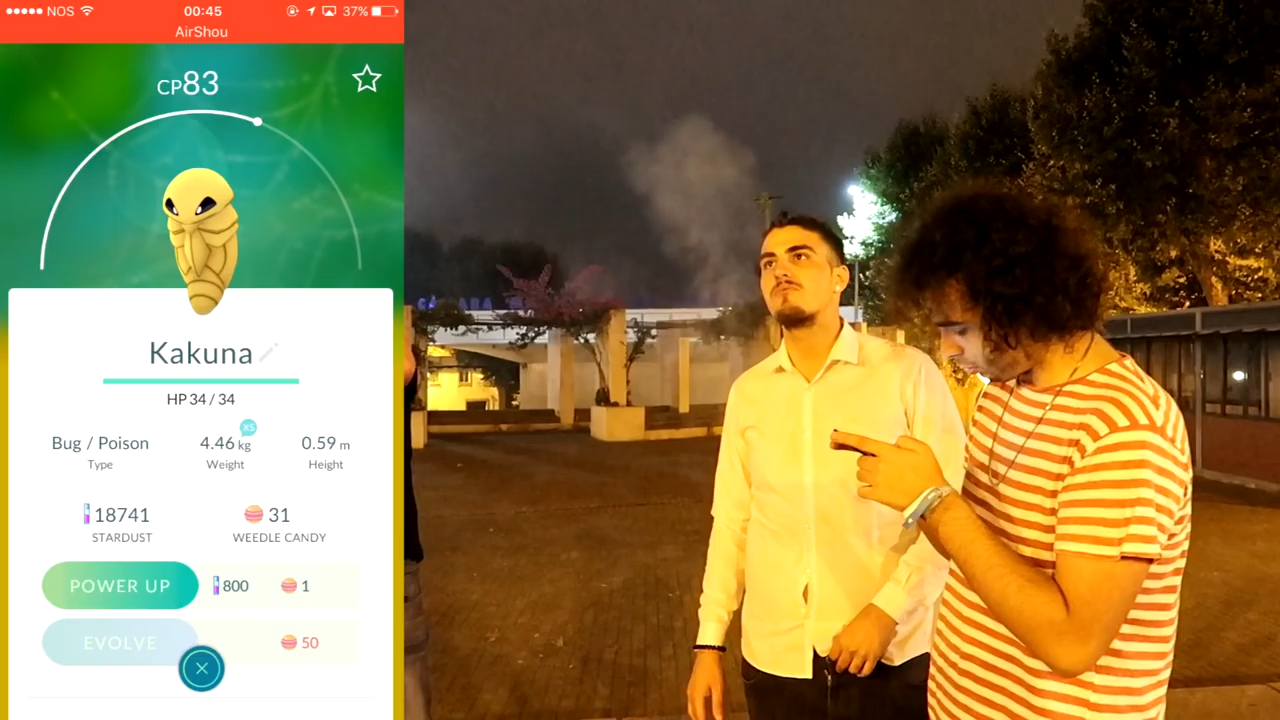 NOS 00:45 37%
AirShou
CP83
Kakuna
HP 34 / 34
Bug / Poison
Type
4.46 kg
XS
Weight
0.59 m
Height
18741
STARDUST
31
WEEDLE CANDY
POWER UP 800 1
EVOLVE 50